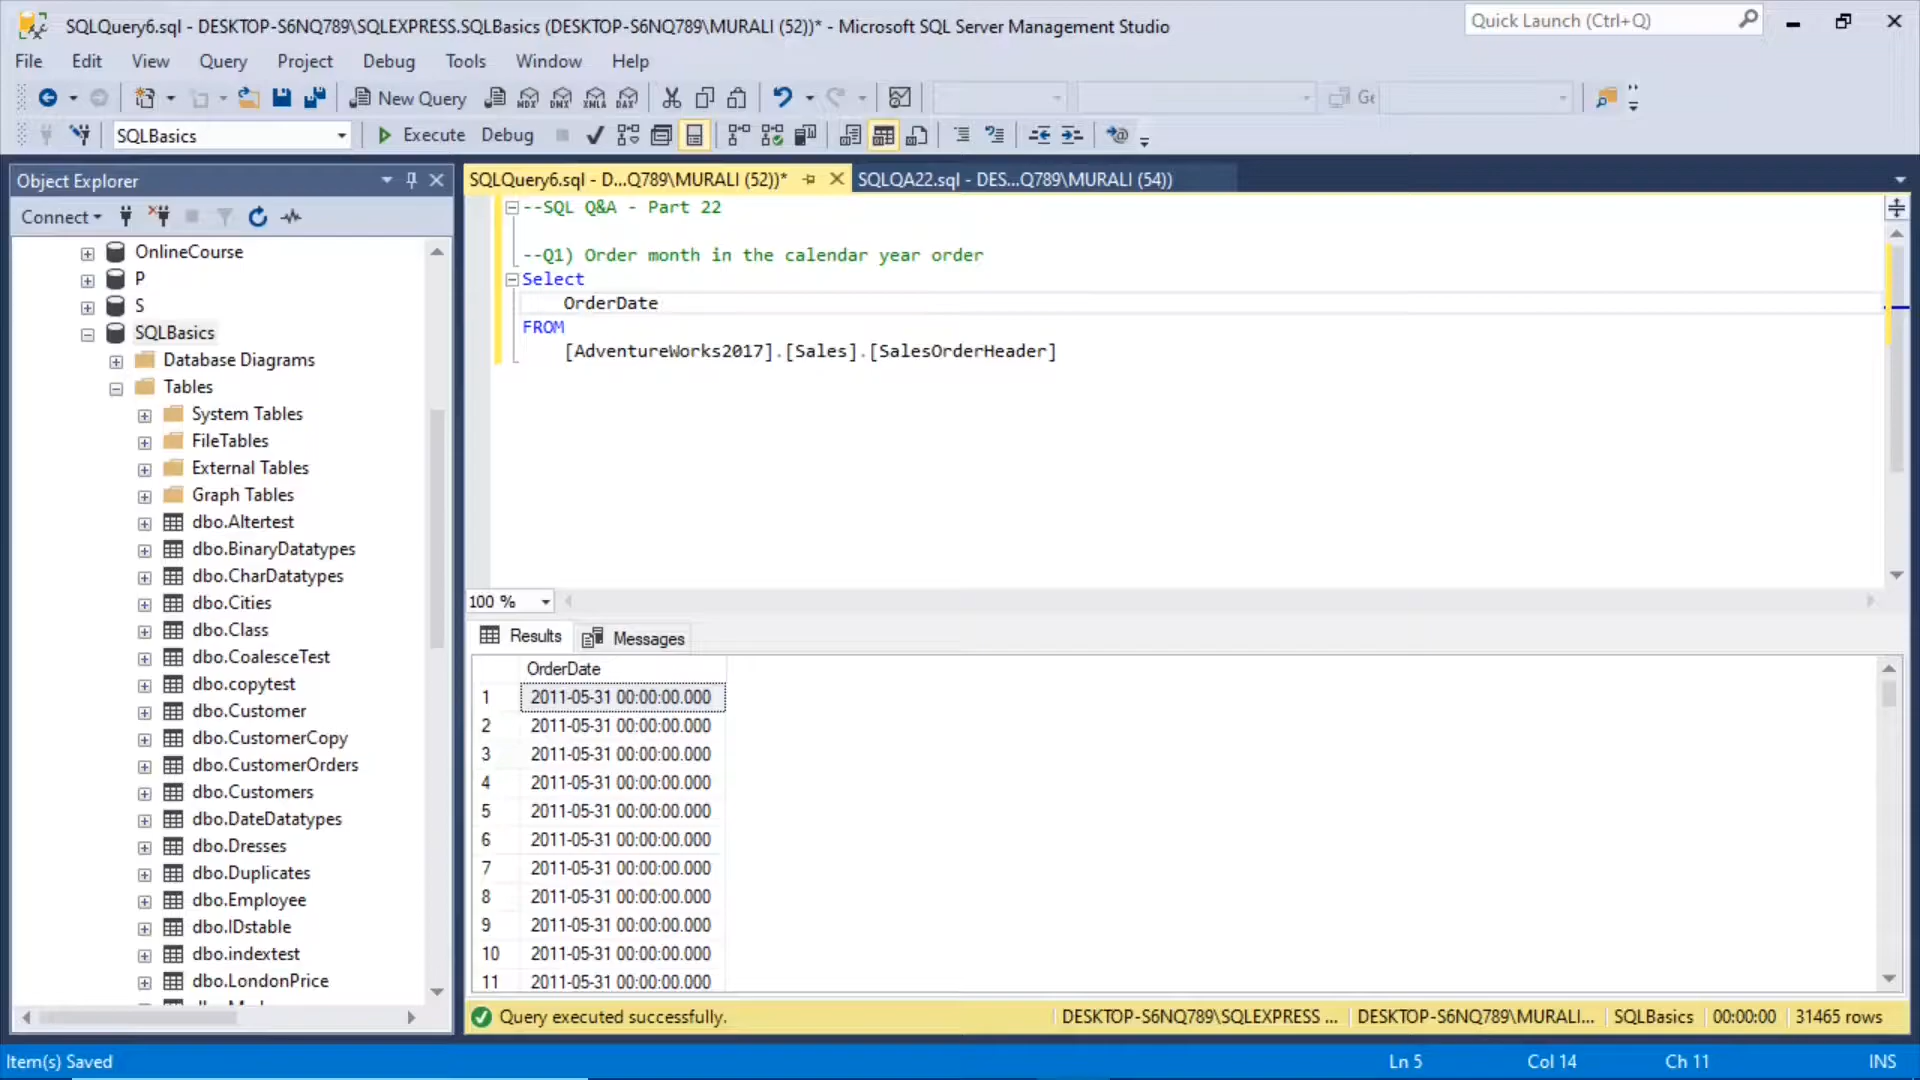 SQLQuery6.sql - DESKTOP-S6NQ789\SQLEXPRESS.SQLBasics (DESKTOP-S6NQ789\MURALI (52))* - Microsoft SQL Server Management Studio
Quick Launch (Ctrl+Q)
File Edit View Query Project Debug Tools Window Help
New Query MDX DMX XMLA DAX
SQLBasics Execute Debug
Object Explorer
Connect
OnlineCourse
P
S
SQLBasics
Database Diagrams
Tables
System Tables
FileTables
External Tables
Graph Tables
dbo.Altertest
dbo.BinaryDatatypes
dbo.CharDatatypes
dbo.Cities
dbo.Class
dbo.CoalesceTest
dbo.copytest
dbo.Customer
dbo.CustomerCopy
dbo.CustomerOrders
dbo.Customers
dbo.DateDatatypes
dbo.Dresses
dbo.Duplicates
dbo.Employee
dbo.IDstable
dbo.indextest
dbo.LondonPrice
SQLQuery6.sql - D...Q789\MURALI (52))* SQLQA22.sql - DES...Q789\MURALI (54))
--SQL Q&A - Part 22
--Q1) Order month in the calendar year order
Select
OrderDate
FROM
[AdventureWorks2017].[Sales].[SalesOrderHeader]
100 %
Results Messages
OrderDate
1 2011-05-31 00:00:00.000
2 2011-05-31 00:00:00.000
3 2011-05-31 00:00:00.000
4 2011-05-31 00:00:00.000
5 2011-05-31 00:00:00.000
6 2011-05-31 00:00:00.000
7 2011-05-31 00:00:00.000
8 2011-05-31 00:00:00.000
9 2011-05-31 00:00:00.000
10 2011-05-31 00:00:00.000
11 2011-05-31 00:00:00.000
Query executed successfully. DESKTOP-S6NQ789\SQLEXPRESS ... DESKTOP-S6NQ789\MURALI... SQLBasics 00:00:00 31465 rows
Item(s) Saved Ln 5 Col 14 Ch 11 INS